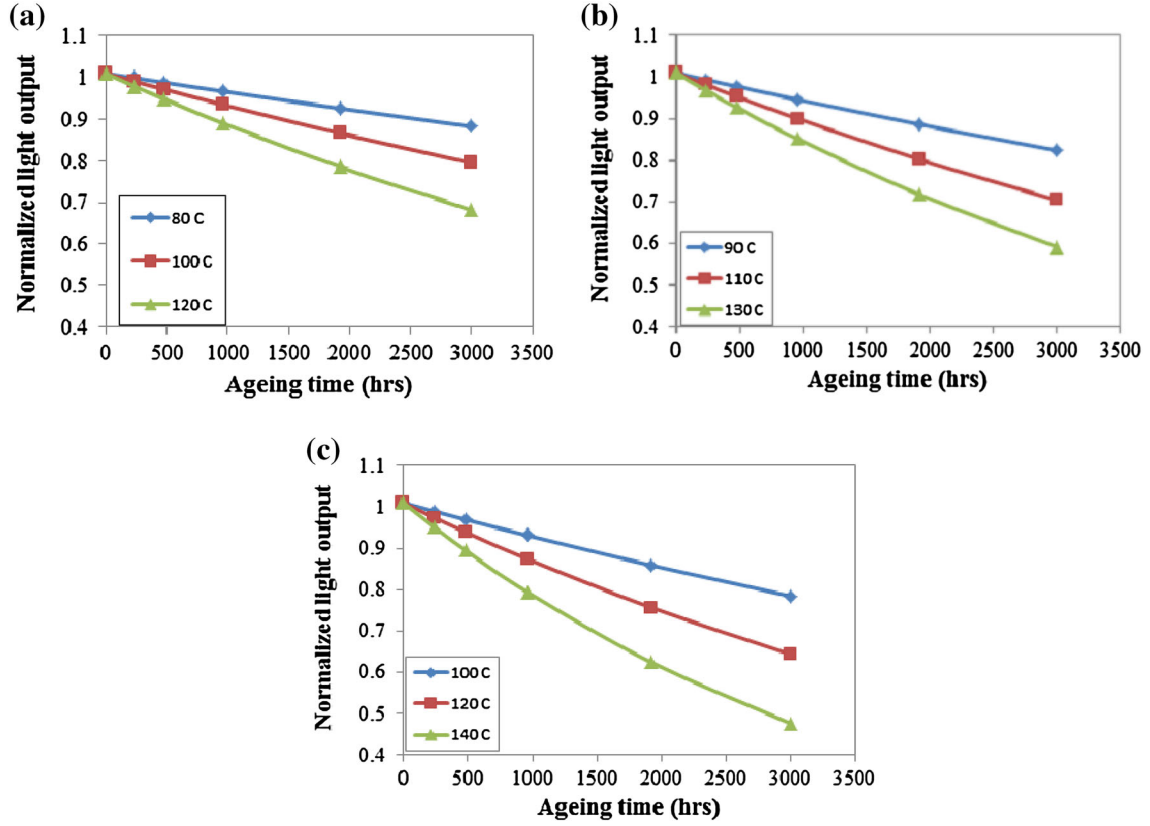 (a)
Normalized light output
1.1
1
0.9
0.8
0.7
0.6
0.5
0.4
80 C
100 C
120 C
0 500 1000 1500 2000 2500 3000 3500
Ageing time (hrs)
(b)
Normalized light output
1.1
1
0.9
0.8
0.7
0.6
0.5
0.4
90 C
110 C
130 C
0 500 1000 1500 2000 2500 3000 3500
Ageing time (hrs)
(c)
Normalized light output
1.1
1
0.9
0.8
0.7
0.6
0.5
0.4
100 C
120 C
140 C
0 500 1000 1500 2000 2500 3000 3500
Ageing time (hrs)